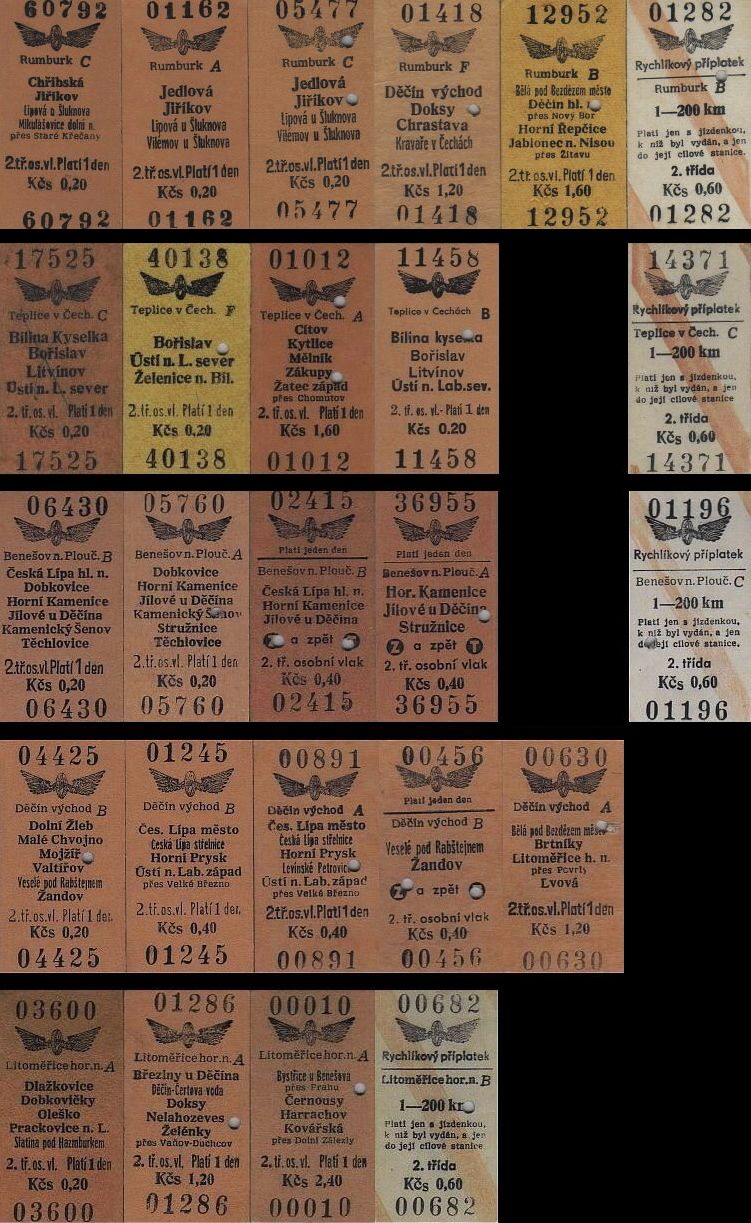 60792
Rumburk C
Chřibská
Jiříkov
Lipová u Šluknova
Mikulášovice dolní n.
přes Staré Křečany
2.tř.os.vl.Platí 1 den
Kčs 0,20
60792
01162
Rumburk A
Jedlová
Jiříkov
Lipová u Šluknova
Vilémov u Šluknova
2.tř.os.vl.Platí 1 den
Kčs 0,20
01162
05477
Rumburk C
Jedlová
Jiříkov
Lipová u Šluknova
Vilémov u Šluknova
2.tř.os.vl.Platí 1 den
Kčs 0,20
05477
01418
Rumburk F
Děčín východ
Doksy
Chrastava
Kravaře v Čechách
2.tř.os.vl.Platí 1 den
Kčs 1,20
01418
12952
Rumburk B
Bělá pod Bezdězem město
Děčín hl.
přes Nový Bor
Horní Řepčice
Jablonec n. Nisou
přes Žitavu
2.tř.os.vl.Platí 1 den
Kčs 1,60
12952
01282
Rychlíkový příplatek
Rumburk B
1—200 km
Platí jen s jízdenkou,
k níž byl vydán, a jen
do její cílové stanice.
2. třída
Kčs 0,60
01282
17525
Teplice v Čech. C
Bílina Kyselka
Bořislav
Litvínov
Ústí n. L. sever
2. tř. os. vl. Platí 1 den
Kčs 0,20
17525
40138
Teplice v Čech. F
Bořislav
Ústí n. L. sever
Želenice n. Bíl.
2. tř. os. vl. Platí 1 den
Kčs 0,20
40138
01012
Teplice v Čech. A
Cítov
Kytlice
Mělník
Zákupy
Žatec západ
přes Chomutov
2. tř. os. vl. Platí 1 den
Kčs 1,60
01012
11458
Teplice v Čechách B
Bílina kyselka
Bořislav
Litvínov
Ústí n. Lab.sev.
2. tř. os. vl.- Platí 1 den
Kčs 0.20
11458
14371
Rychlíkový příplatek
Teplice v Čech. C
1—200 km
Platí jen s jízdenkou,
k níž byl vydán, a jen
do její cílové stanice
2. třída
Kčs 0,60
14371
06430
Benešov n. Plouč. B
Česká Lípa hl. n.
Dobkovice
Horní Kamenice
Jílové u Děčína
Kamenický Šenov
Těchlovice
2.tř.os.vl.Platí 1 den
Kčs 0,20
06430
05760
Benešov n. Plouč. A
Dobkovice
Horní Kamenice
Jílové u Děčína
Kamenický Šenov
Stružnice
Těchlovice
2.tř. os.vl. Platí 1 den
Kčs 0,20
05760
02415
Platí jeden den
Benešov n. Plouč. B
Česká Lípa hl. n.
Horní Kamenice
Jílové u Děčína
Z a zpět T
2. tř. osobní vlak
Kčs 0,40
02415
36955
Platí jeden den
Benešov n. Plouč. A
Hor. Kamenice
Jílové u Děčína
Stružnice
Z a zpět T
2. tř. osobní vlak
Kčs 0,40
36955
01196
Rychlíkový příplatek
Benešov n. Plouč. C
1—200 km
Platí jen s jízdenkou,
k níž byl vydán, a jen
do její cílové stanice.
2. třída
Kčs 0,60
01196
04425
Děčín východ B
Dolní Žleb
Malé Chvojno
Mojžíř
Valtířov
Veselé pod Rabštejnem
Žandov
2.tř.os.vl. Platí 1 den.
Kčs 0,20
04425
01245
Děčín východ B
Čes. Lípa město
Česká Lípa střelnice
Horní Prysk
Ústí n. Lab. západ
přes Velké Březno
2.tř.os.vl. Platí 1 den.
Kčs 0,40
01245
00891
Děčín východ A
Čes. Lípa město
Česká Lípa střelnice
Horní Prysk
Levínské Petrovice
Ústí n. Lab. západ
přes Velké Březno
2.tř.os.vl.Platí 1 den
Kčs 0,40
00891
00456
Platí jeden den
Děčín východ B
Veselé pod Rabštejnem
Žandov
Z a zpět
2. tř. osobní vlak
Kčs 0,40
00456
00630
Děčín východ A
Bělá pod Bezdězem město
Brtníky
Litoměřice h. n.
přes Povrly
Lvová
2.tř.os.vl.Platí 1 den
Kčs 1,20
00630
03600
Litoměřice hor. n. A
Dlažkovice
Dobkovičky
Oleško
Prackovice n. L.
Slatina pod Hazmburkem
2. tř. os. vl. Platí 1 den
Kčs 0,20
03600
01286
Litoměřice hor. n. A
Březiny u Děčína
Děčín-Čertova voda
Doksy
Nelahozeves
Želénky
přes Vaňov-Duchcov
2. tř. os. vl. Platí 1 den
Kčs 1,20
01286
00010
Litoměřice hor. n. A
Bystřice u Benešova
přes Prahu
Černousy
Harrachov
Kovářská
přes Dolní Zálezly
2. tř. os. vl. Platí 1 den
Kčs 2,40
00010
00682
Rychlíkový příplatek
Litoměřice hor. n. B
1—200 km
Platí jen s jízdenkou,
k níž byl vydán, a jen
do její cílové stanice
2. třída
Kčs 0,60
00682